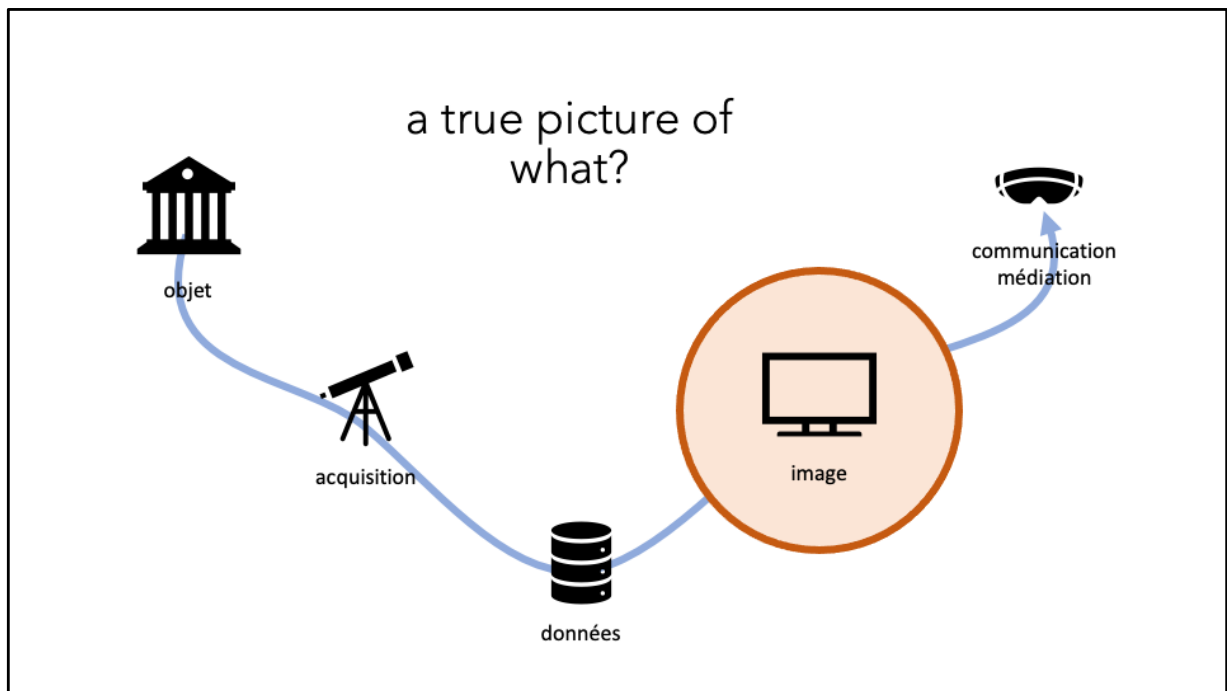 a true picture of
what?
objet
acquisition
données
image
communication
médiation